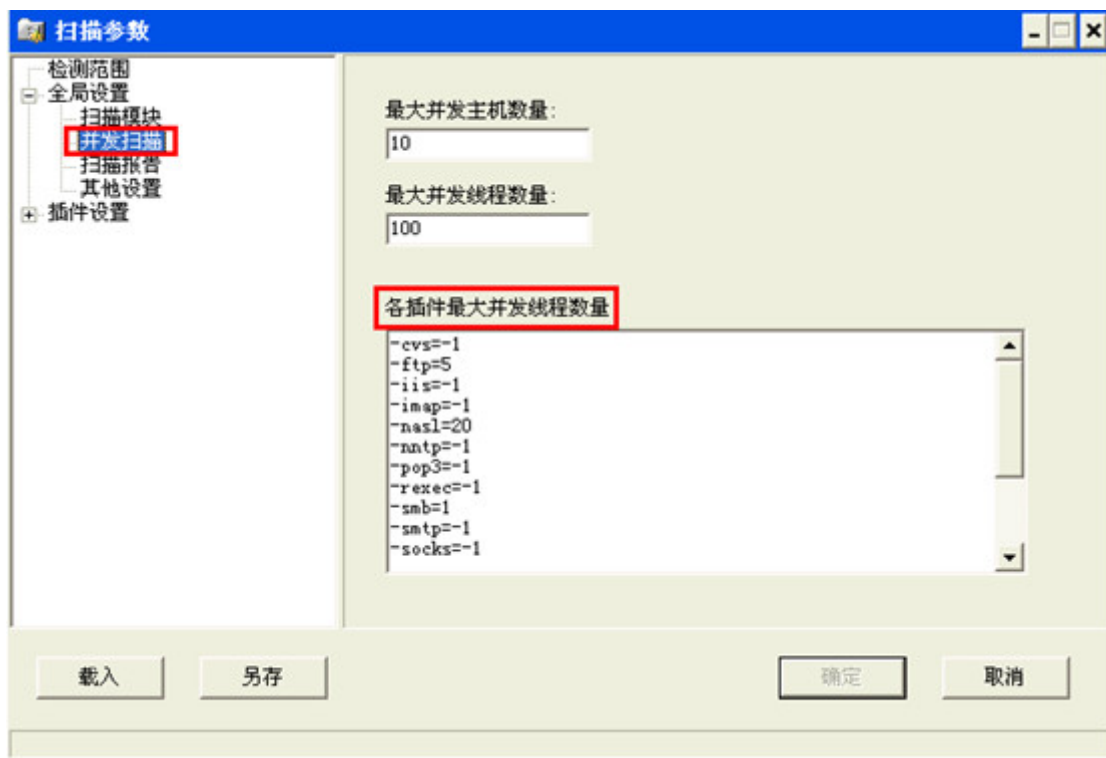 扫描参数
检测范围
全局设置
扫描模块
并发扫描
扫描报告
其他设置
插件设置
最大并发主机数量:
10
最大并发线程数量:
100
各插件最大并发线程数量
-cvs=-1
-ftp=5
-iis=-1
-imap=-1
-nasl=20
-nntp=-1
-pop3=-1
-rexec=-1
-smb=1
-smtp=-1
-socks=-1
载入
另存
确定
取消